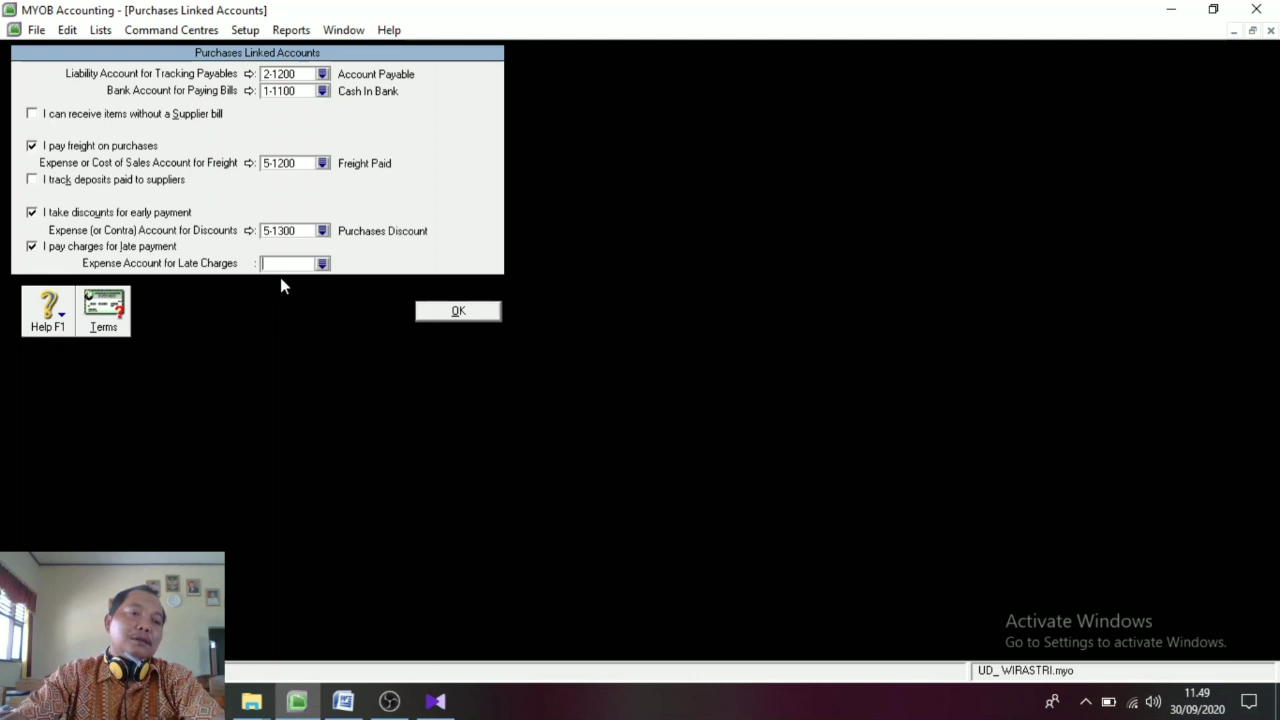 MYOB Accounting - [Purchases Linked Accounts]
File Edit Lists Command Centres Setup Reports Window Help
Purchases Linked Accounts
Liability Account for Tracking Payables 2-1200 Account Payable
Bank Account for Paying Bills 1-1100 Cash In Bank
I can receive items without a Supplier bill
I pay freight on purchases
Expense or Cost of Sales Account for Freight 5-1200 Freight Paid
I track deposits paid to suppliers
I take discounts for early payment
Expense (or Contra) Account for Discounts 5-1300 Purchases Discount
I pay charges for late payment
Expense Account for Late Charges :
OK
Help F1 Terms
Activate Windows
Go to Settings to activate Windows.
UD_ WIRASTRI.myo
11.49
30/09/2020